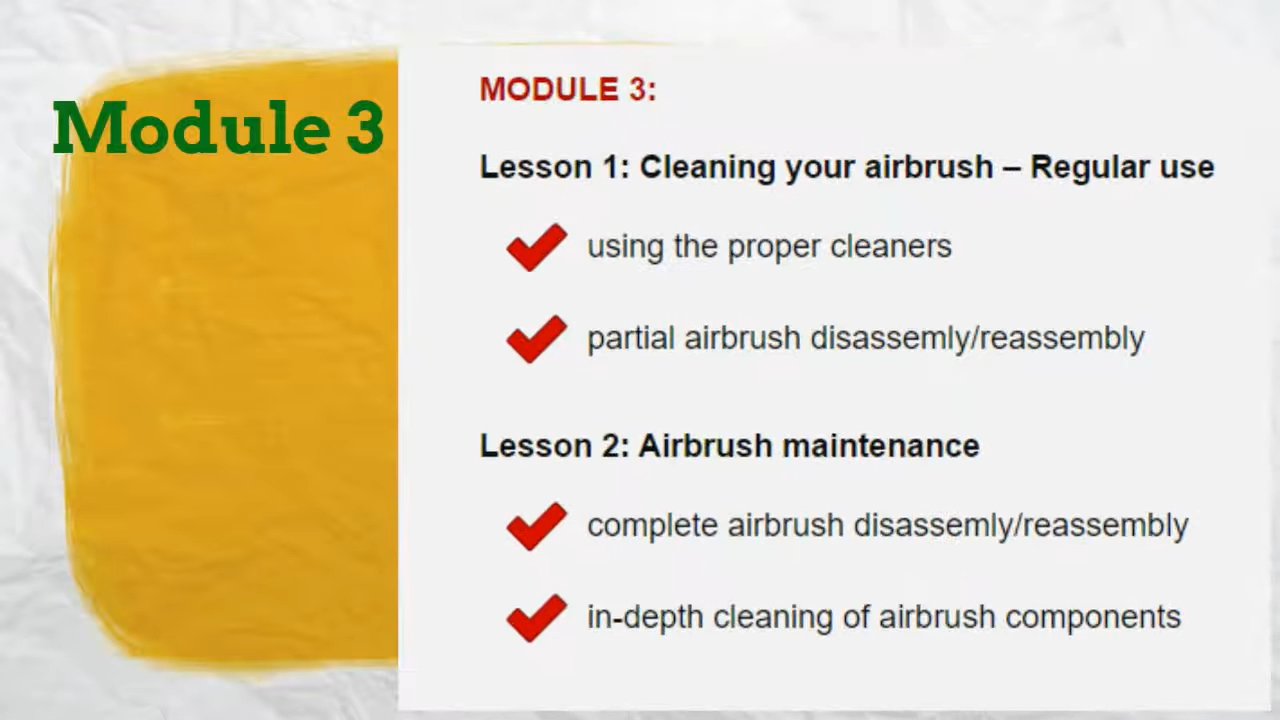 Module 3
MODULE 3:
Lesson 1: Cleaning your airbrush – Regular use
using the proper cleaners
partial airbrush disassemly/reassembly
Lesson 2: Airbrush maintenance
complete airbrush disassemly/reassembly
in-depth cleaning of airbrush components